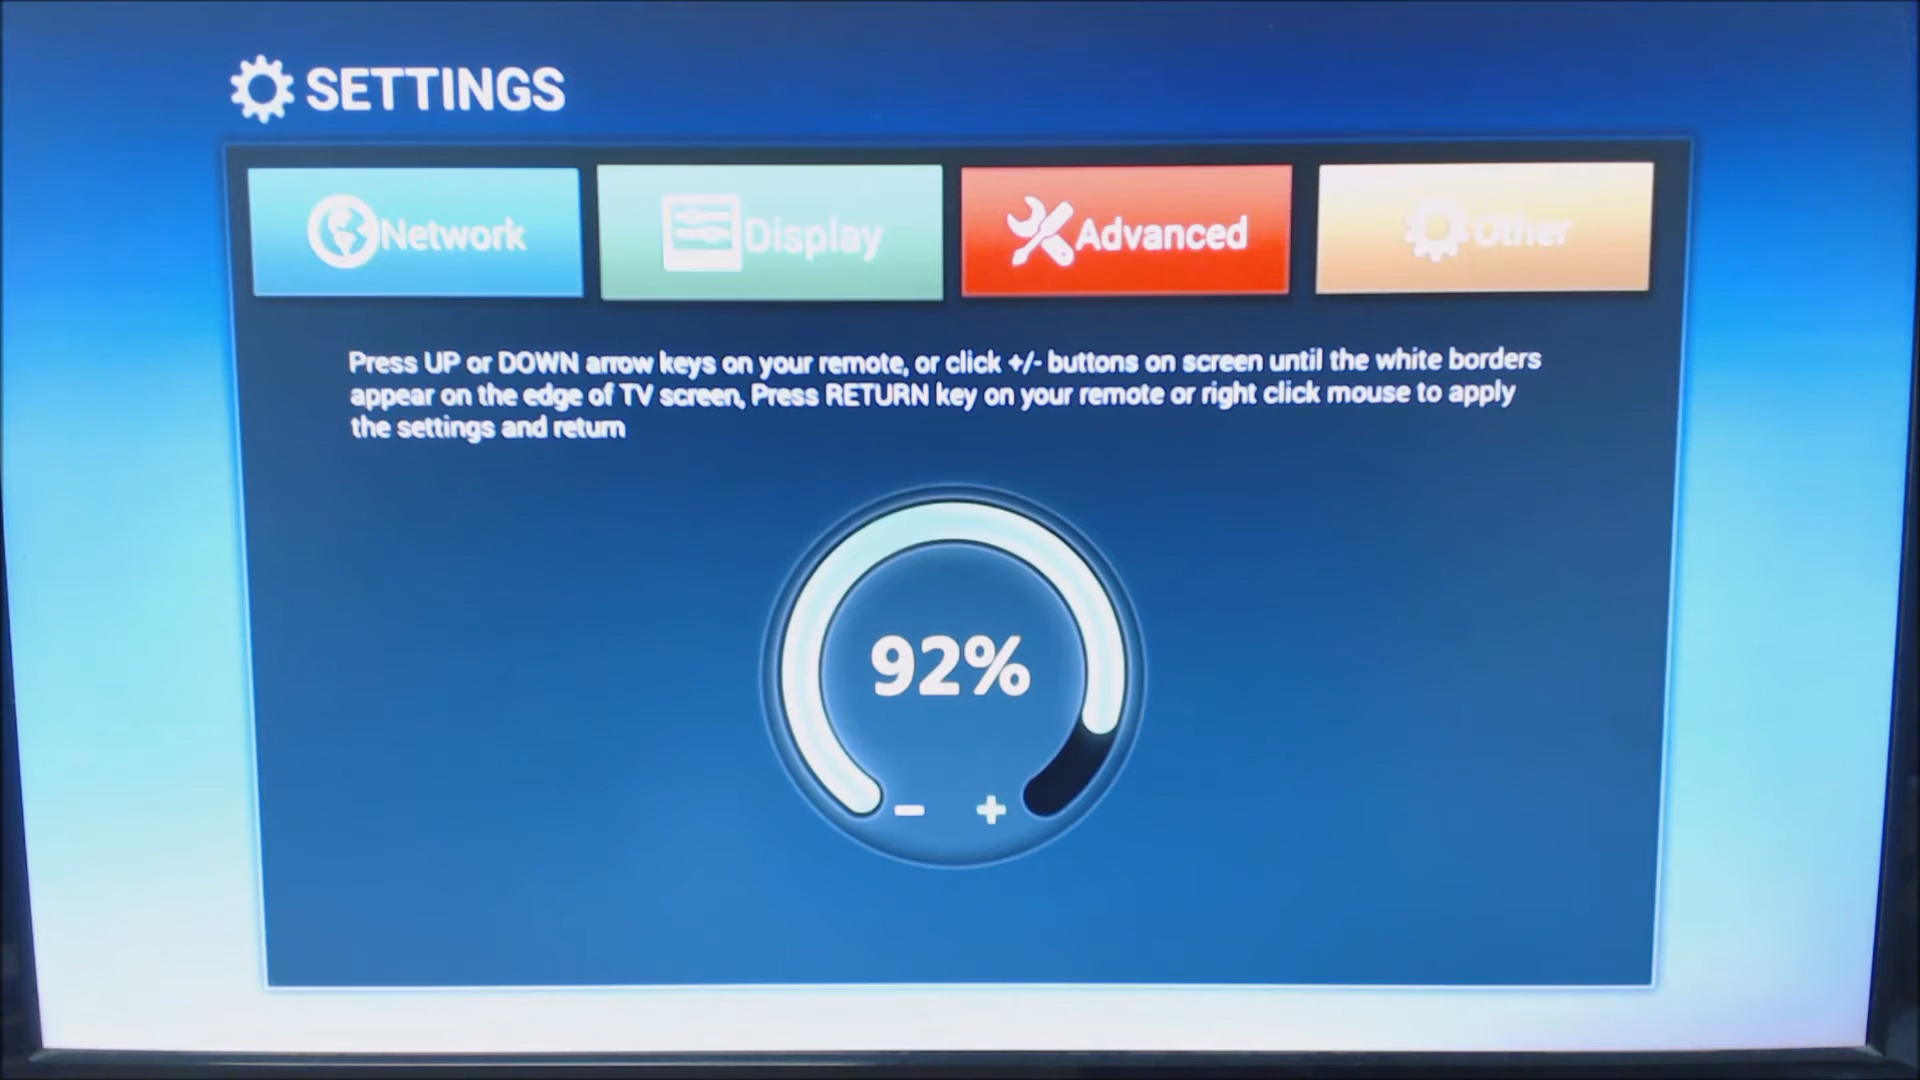 SETTINGS
Network
Display
Advanced
Other
Press UP or DOWN arrow keys on your remote, or click +/- buttons on screen until the white borders
appear on the edge of TV screen, Press RETURN key on your remote or right click mouse to apply
the settings and return
92%
- +